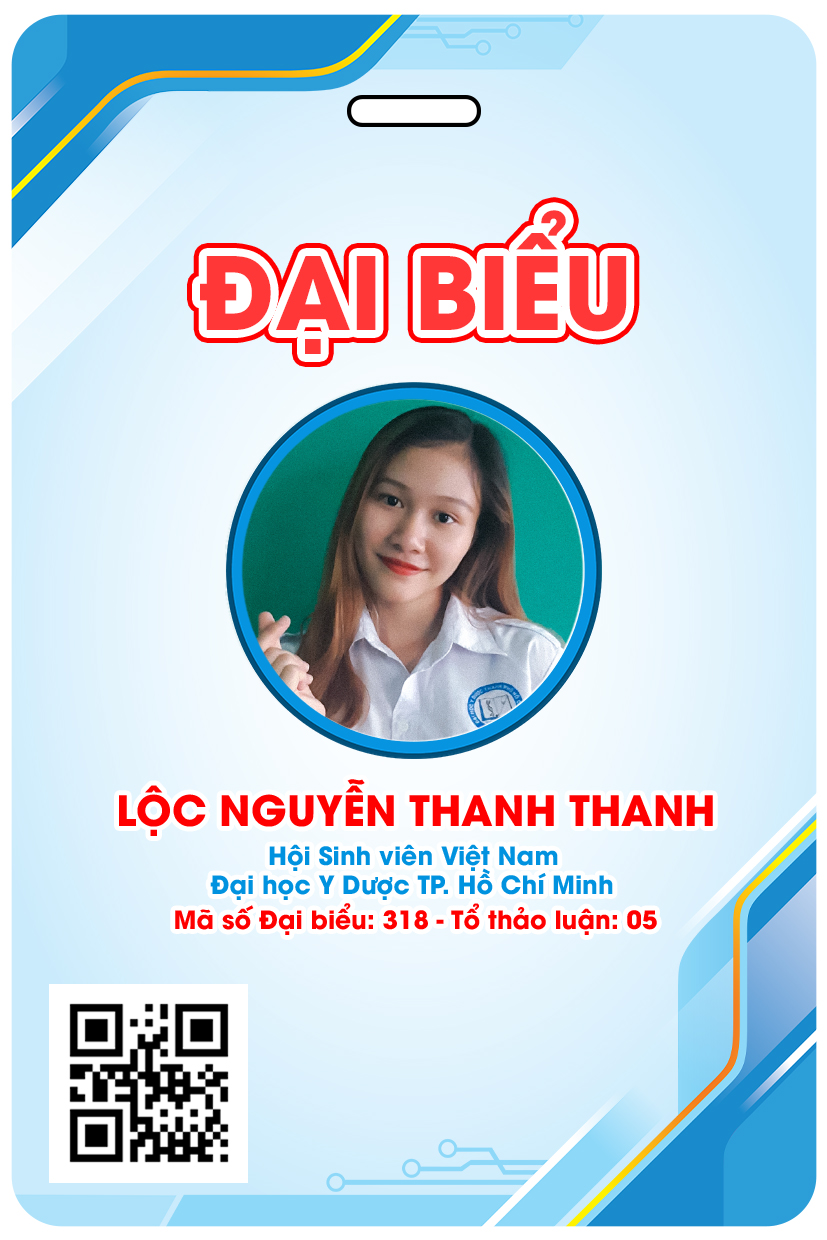 ĐẠI BIỂU
LỘC NGUYỄN THANH THANH
Hội Sinh viên Việt Nam
Đại học Y Dược TP. Hồ Chí Minh
Mã số Đại biểu: 318 - Tổ thảo luận: 05